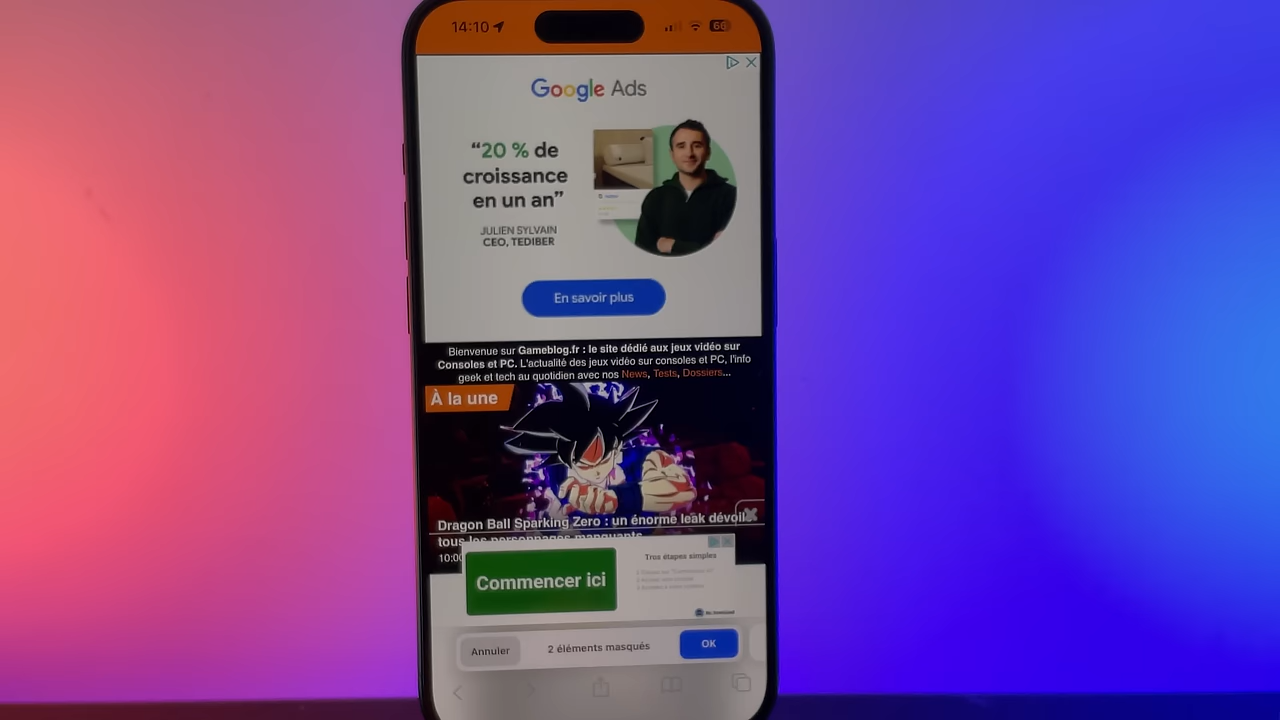 14:10
66
Google Ads
“20 % de
croissance
en un an”
JULIEN SYLVAIN
CEO, TEDIBER
En savoir plus
Bienvenue sur Gameblog.fr : le site dédié aux jeux vidéo sur
Consoles et PC. L'actualité des jeux vidéo sur consoles et PC, l'info
geek et tech au quotidien avec nos News, Tests, Dossiers...
À la une
Dragon Ball Sparking Zero : un énorme leak dévoile
tous les personnages manquants
10:00
Commencer ici
Tros étapes simples
Annuler
2 éléments masqués
OK